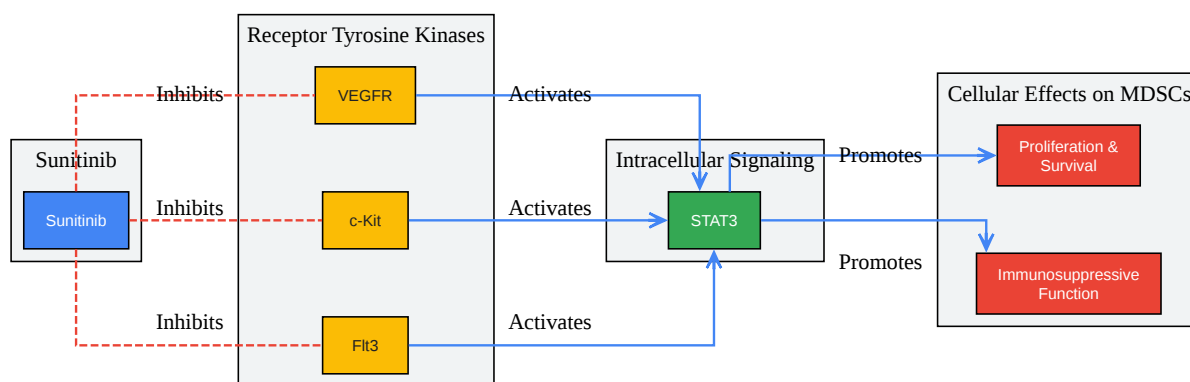 Receptor Tyrosine Kinases
Inhibits
VEGFR
Activates
Cellular Effects on MDSCs
Sunitinib
Intracellular Signaling
Promotes
Proliferation &
Survival
Sunitinib
Inhibits
c-Kit
Activates
STAT3
Promotes
Immunosuppressive
Function
Inhibits
Flt3
Activates